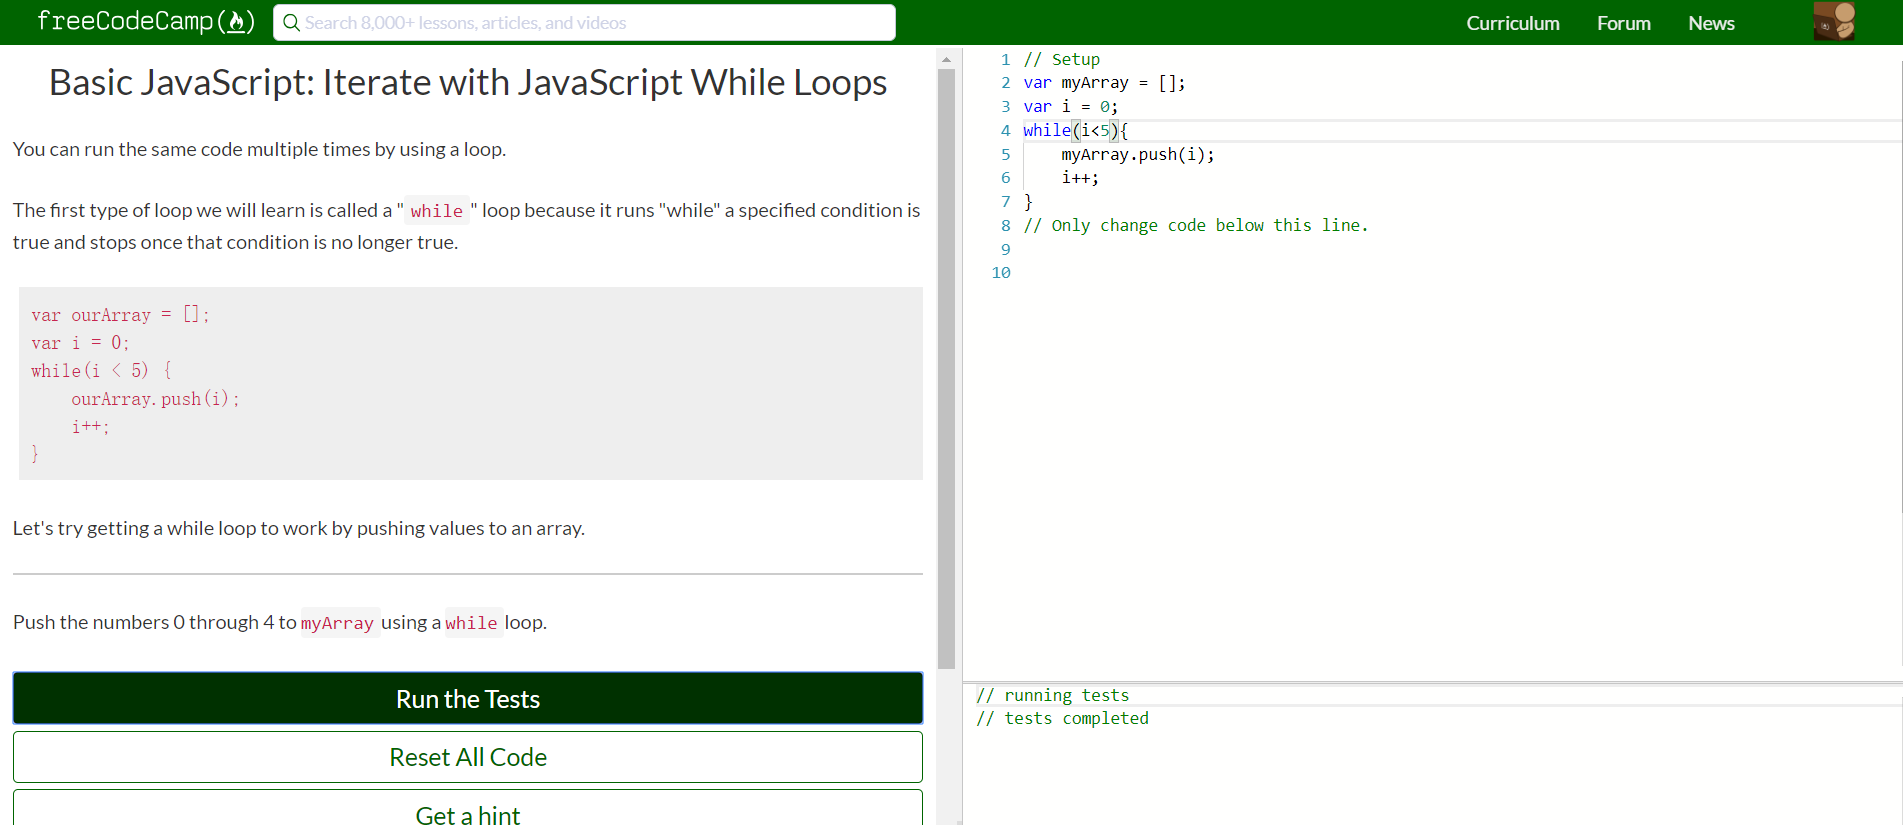 freeCodeCamp(🔥)
Search 8,000+ lessons, articles, and videos
Curriculum
Forum
News
Basic JavaScript: Iterate with JavaScript While Loops
You can run the same code multiple times by using a loop.
The first type of loop we will learn is called a " while " loop because it runs "while" a specified condition is
true and stops once that condition is no longer true.
var ourArray = [];
var i = 0;
while(i < 5) {
    ourArray.push(i);
    i++;
}
Let's try getting a while loop to work by pushing values to an array.
Push the numbers 0 through 4 to myArray using a while loop.
Run the Tests
Reset All Code
Get a hint
1 // Setup
2 var myArray = [];
3 var i = 0;
4 while(i<5){
5     myArray.push(i);
6     i++;
7 }
8 // Only change code below this line.
9
10
// running tests
// tests completed